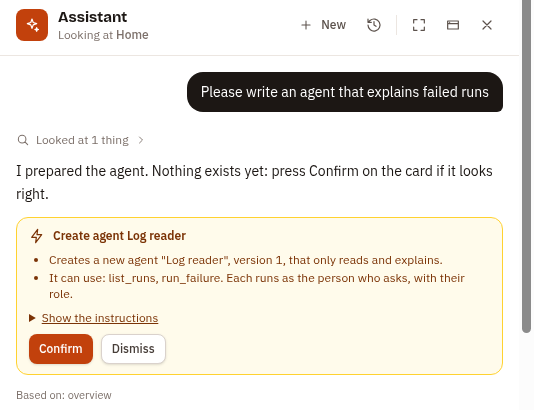 Assistant
Looking at Home
New
Please write an agent that explains failed runs
Looked at 1 thing
I prepared the agent. Nothing exists yet: press Confirm on the card if it looks
right.
Create agent Log reader
Creates a new agent "Log reader", version 1, that only reads and explains.
It can use: list_runs, run_failure. Each runs as the person who asks, with their
role.
Show the instructions
Confirm
Dismiss
Based on: overview